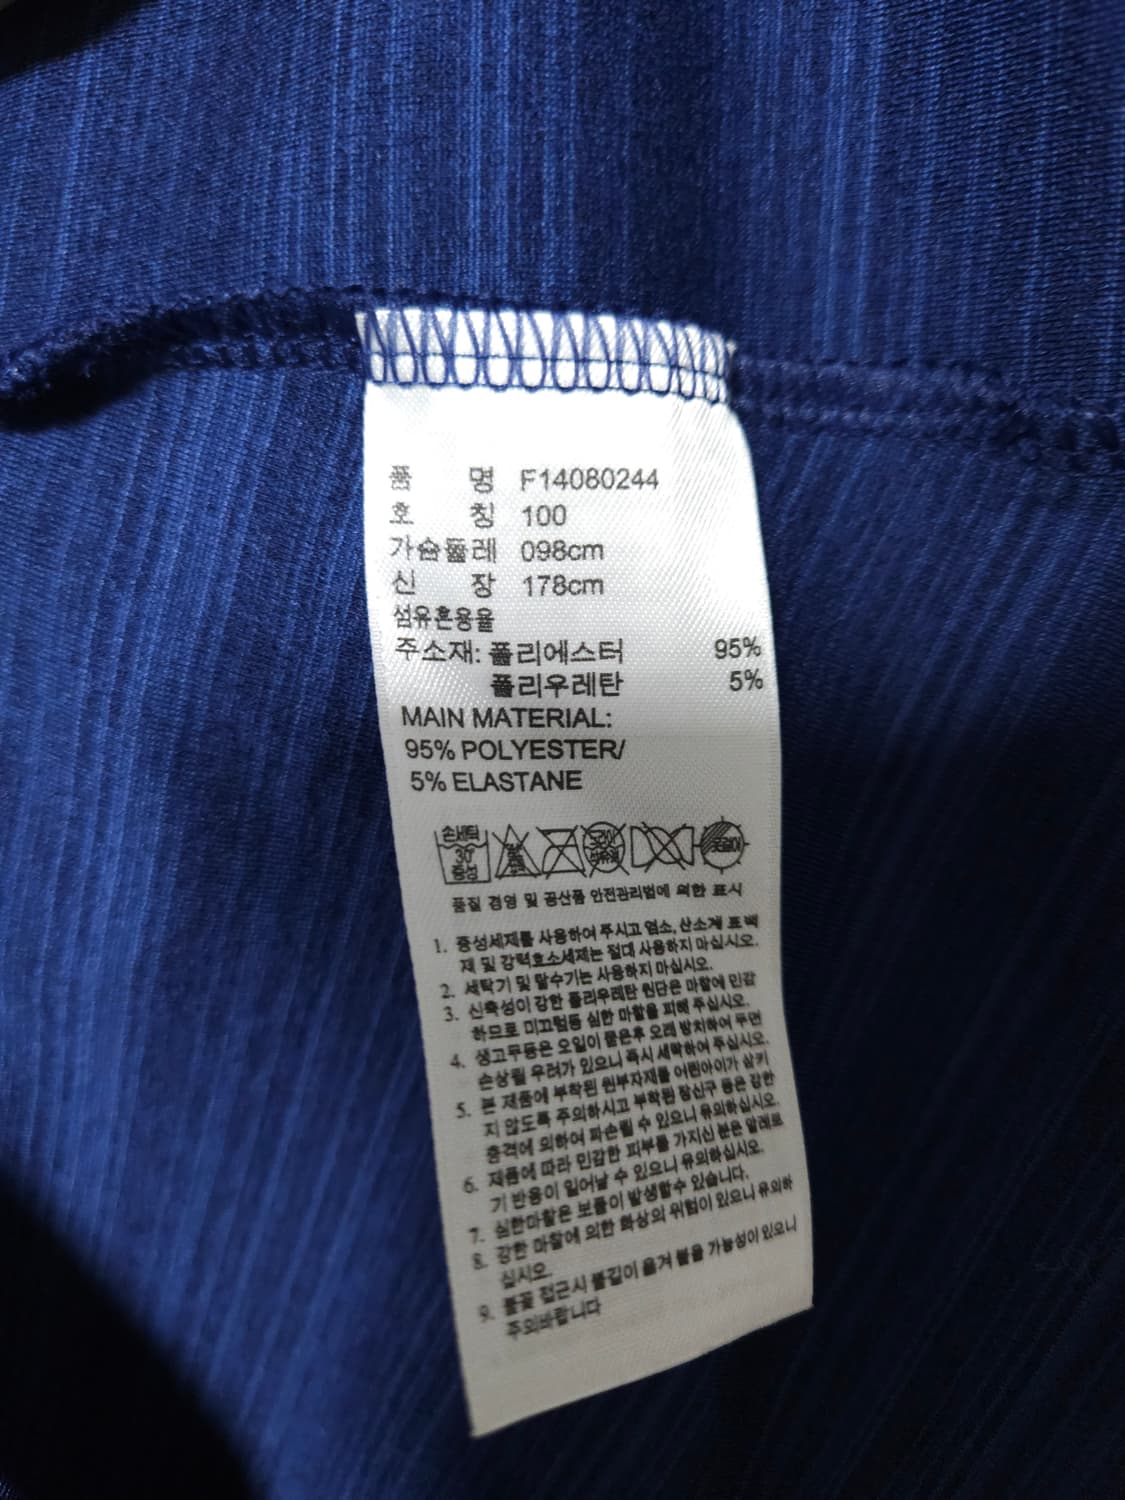 품 명 F14080244
호 칭 100
가슴둘레 098cm
신 장 178cm
섬유혼용율
주소재: 폴리에스터 95%
폴리우레탄 5%
MAIN MATERIAL:
95% POLYESTER/
5% ELASTANE
손세탁
30°
중성
품질 경영 및 공산품 안전관리법에 의한 표시
1. 중성세제를 사용하여 주시고 염소, 산소계 표백
제 및 강력효소세제는 절대 사용하지 마십시오.
2. 세탁기 및 탈수기는 사용하지 마십시오.
3. 신축성이 강한 폴리우레탄 원단은 마찰에 민감
하므로 미끄럼등 심한 마찰을 피해 주십시오.
4. 생고무등은 오일이 묻은후 오래 방치하여 두면
손상될 우려가 있으니 즉시 세탁하여 주십시오.
5. 본 제품에 부착된 원부자재를 어린아이가 삼키
지 않도록 주의하시고 부착된 장신구 등은 강한
충격에 의하여 파손될 수 있으니 유의하십시오.
6. 제품에 따라 민감한 피부를 가지신 분은 알레르
기 반응이 일어날 수 있으니 유의하십시오.
7. 심한마찰은 보풀이 발생할수 있습니다.
8. 강한 마찰에 의한 화상의 위험이 있으니 유의하
십시오.
9. 불꽃 접근시 불길이 옮겨 붙을 가능성이 있으니
주의바랍니다